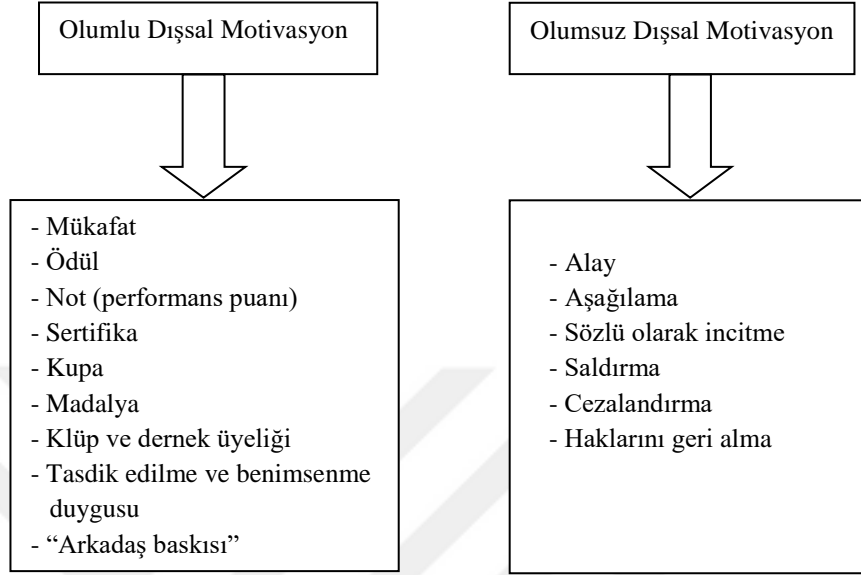 Olumlu Dışsal Motivasyon
- Mükafat
- Ödül
- Not (performans puanı)
- Sertifika
- Kupa
- Madalya
- Klüp ve dernek üyeliği
- Tasdik edilme ve benimsenme
duygusu
- “Arkadaş baskısı”
Olumsuz Dışsal Motivasyon
- Alay
- Aşağılama
- Sözlü olarak incitme
- Saldırma
- Cezalandırma
- Haklarını geri alma